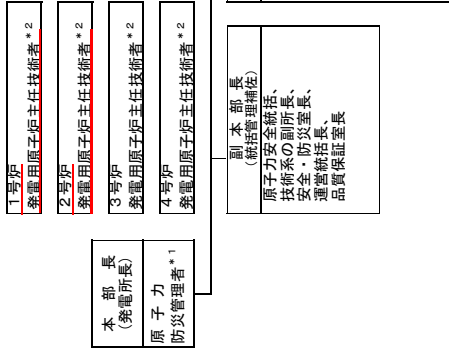 1号炉
発電用原子炉主任技術者*2
2号炉
発電用原子炉主任技術者*2
3号炉
発電用原子炉主任技術者*2
4号炉
発電用原子炉主任技術者*2
本部長
(発電所長)
原子力
防災管理者*1
副本部長
(統括管理補佐)
原子力安全統括、
技術系の副所長、
安全・防災室長、
運営統括長、
品質保証室長